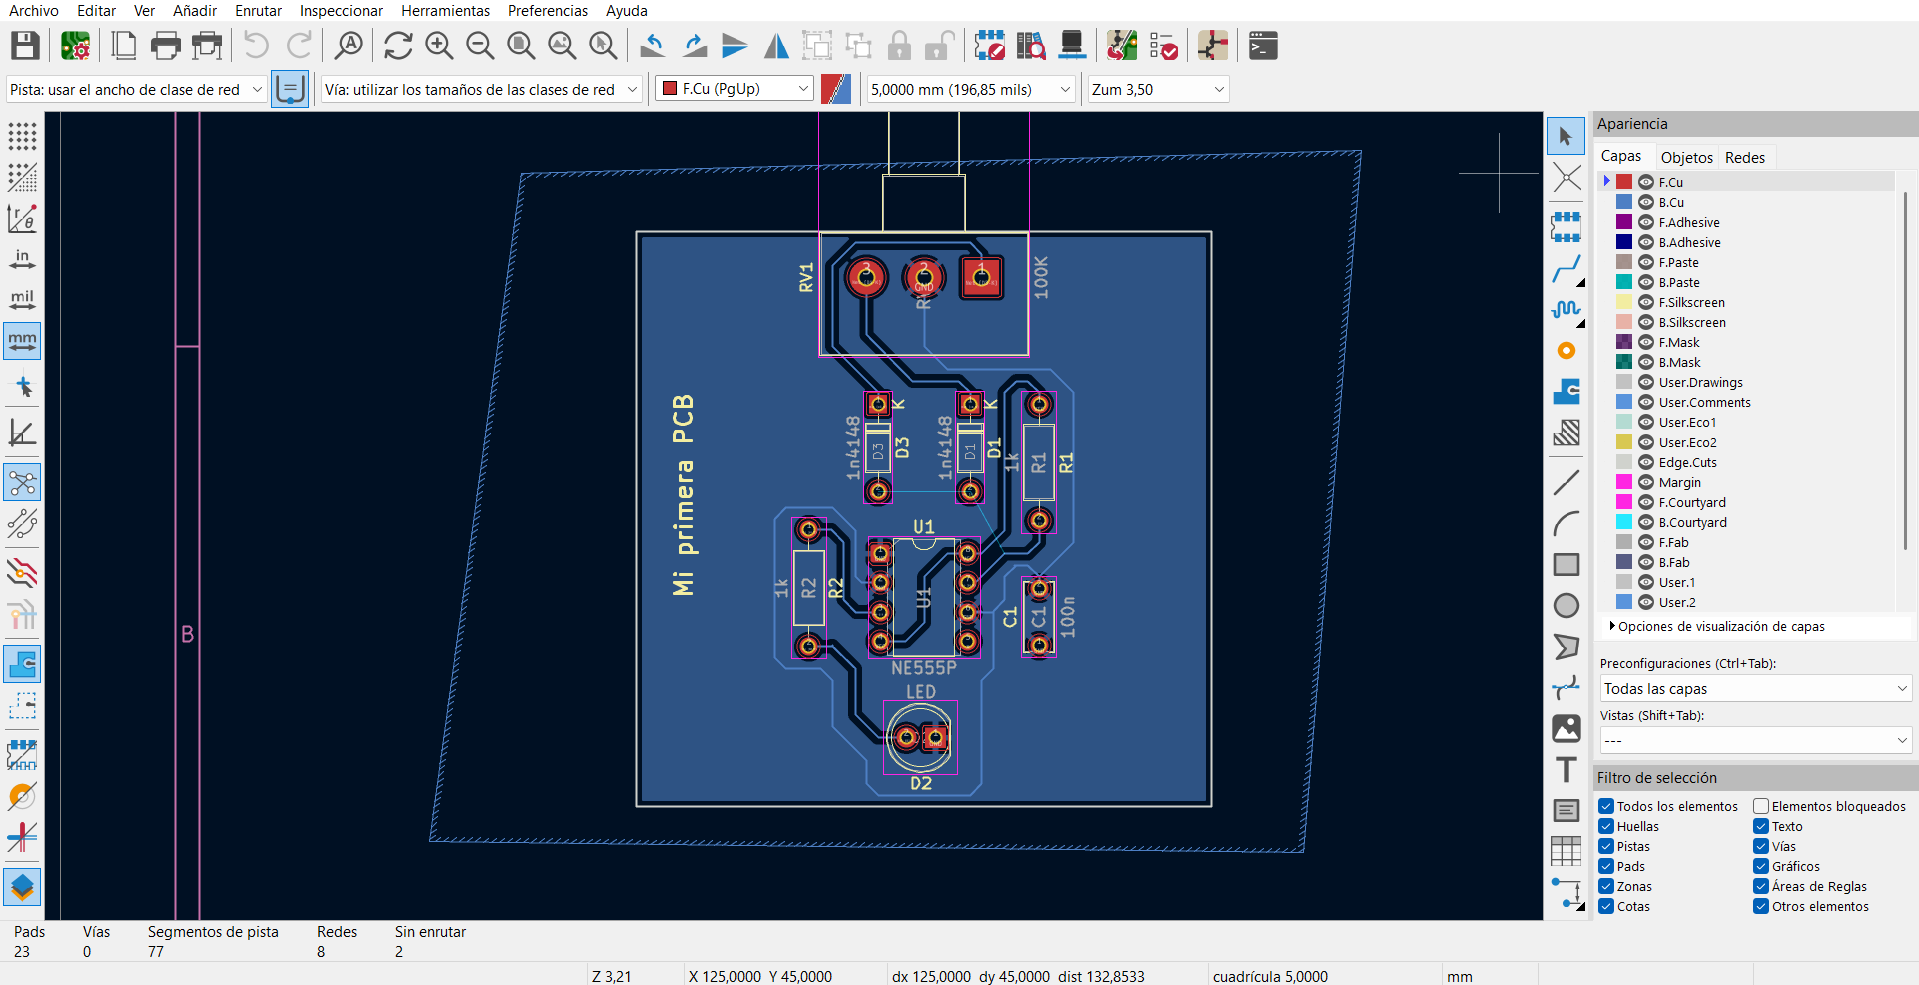 Archivo Editar Ver Añadir Enrutar Inspeccionar Herramientas Preferencias Ayuda
Pista: usar el ancho de clase de red
Vía: utilizar los tamaños de las clases de red
F.Cu (PgUp)
5,0000 mm (196,85 mils)
Zum 3,50
in
mil
mm
B
RV1
3
2
1
GND
100K
Mi primera PCB
K
K
1n4148
D3
D3
1n4148
D1
D1
1k
R1
R1
U1
1k
R2
R2
U1
C1
C1
100n
NE555P
LED
D2
Apariencia
Capas Objetos Redes
F.Cu
B.Cu
F.Adhesive
B.Adhesive
F.Paste
B.Paste
F.Silkscreen
B.Silkscreen
F.Mask
B.Mask
User.Drawings
User.Comments
User.Eco1
User.Eco2
Edge.Cuts
Margin
F.Courtyard
B.Courtyard
F.Fab
B.Fab
User.1
User.2
Opciones de visualización de capas
Preconfiguraciones (Ctrl+Tab):
Todas las capas
Vistas (Shift+Tab):
---
Filtro de selección
Todos los elementos Elementos bloqueados
Huellas Texto
Pistas Vías
Pads Gráficos
Zonas Áreas de Reglas
Cotas Otros elementos
Pads Vías Segmentos de pista Redes Sin enrutar
23 0 77 8 2
Z 3,21 X 125,0000 Y 45,0000 dx 125,0000 dy 45,0000 dist 132,8533 cuadrícula 5,0000 mm